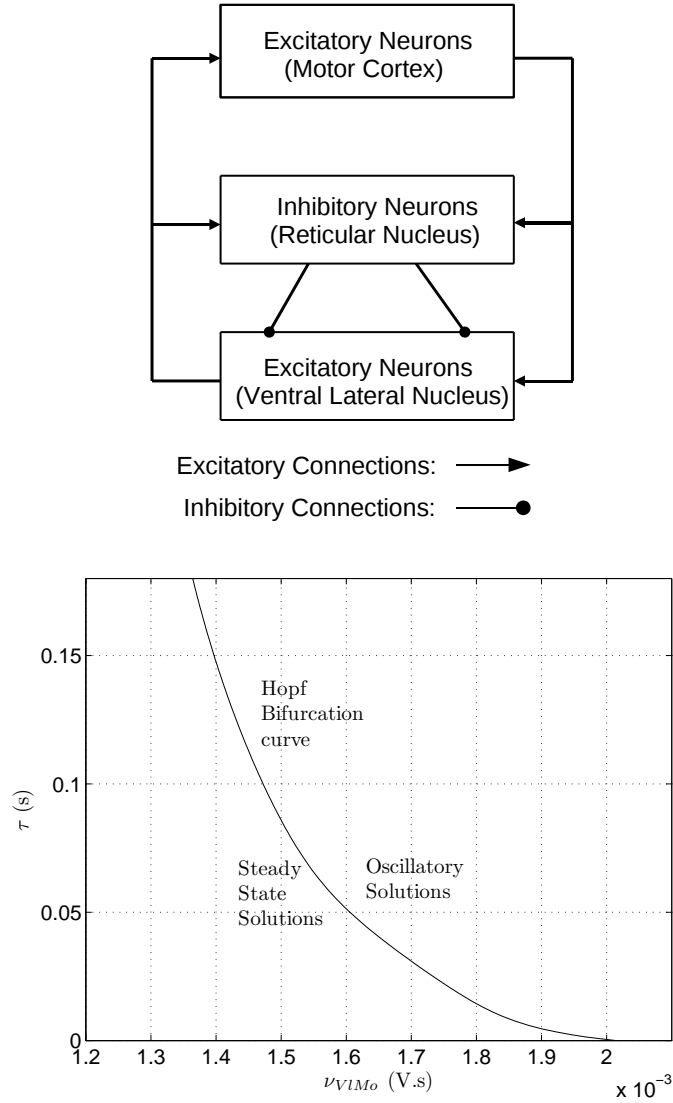 Excitatory Neurons
(Motor Cortex)
Inhibitory Neurons
(Reticular Nucleus)
Excitatory Neurons
(Ventral Lateral Nucleus)
Excitatory Connections:
Inhibitory Connections:
0.15
0.1
0.05
0
τ (s)
Hopf
Bifurcation
curve
Steady
State
Solutions
Oscillatory
Solutions
1.2 1.3 1.4 1.5 1.6 1.7 1.8 1.9 2
ν_VlMo (V.s)
x 10⁻³